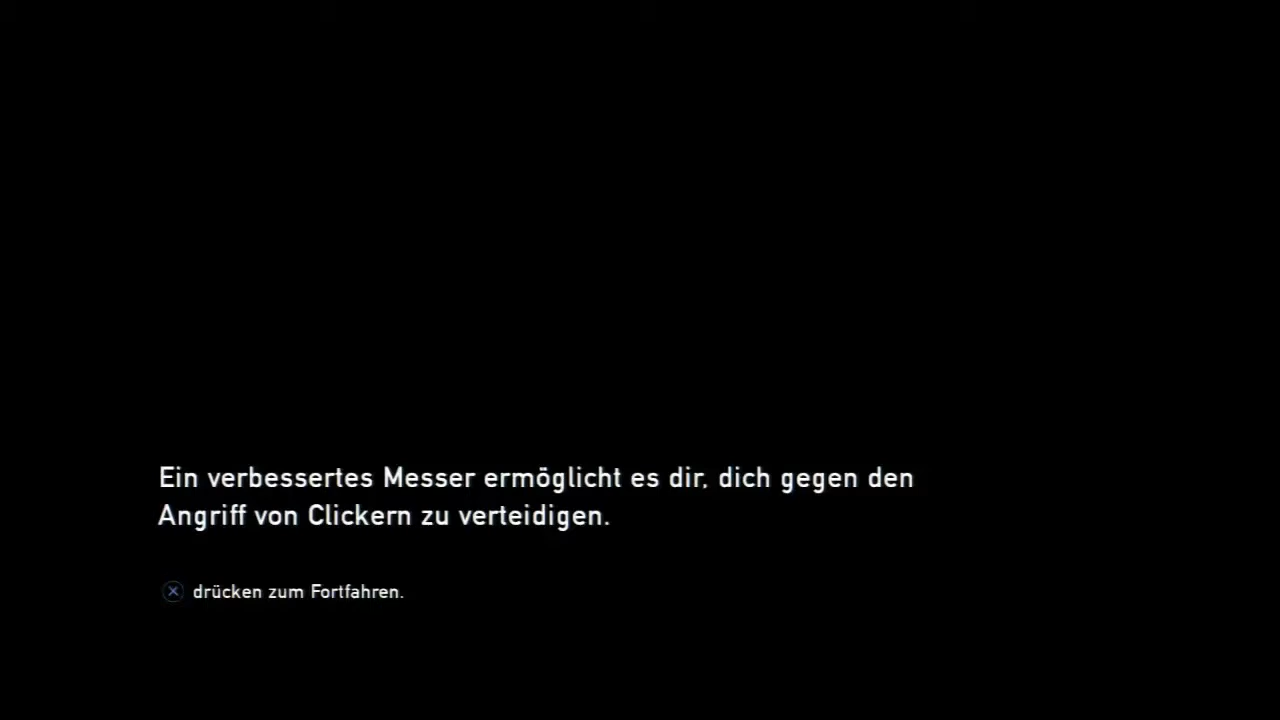 Ein verbessertes Messer ermöglicht es dir, dich gegen den
Angriff von Clickern zu verteidigen.
drücken zum Fortfahren.